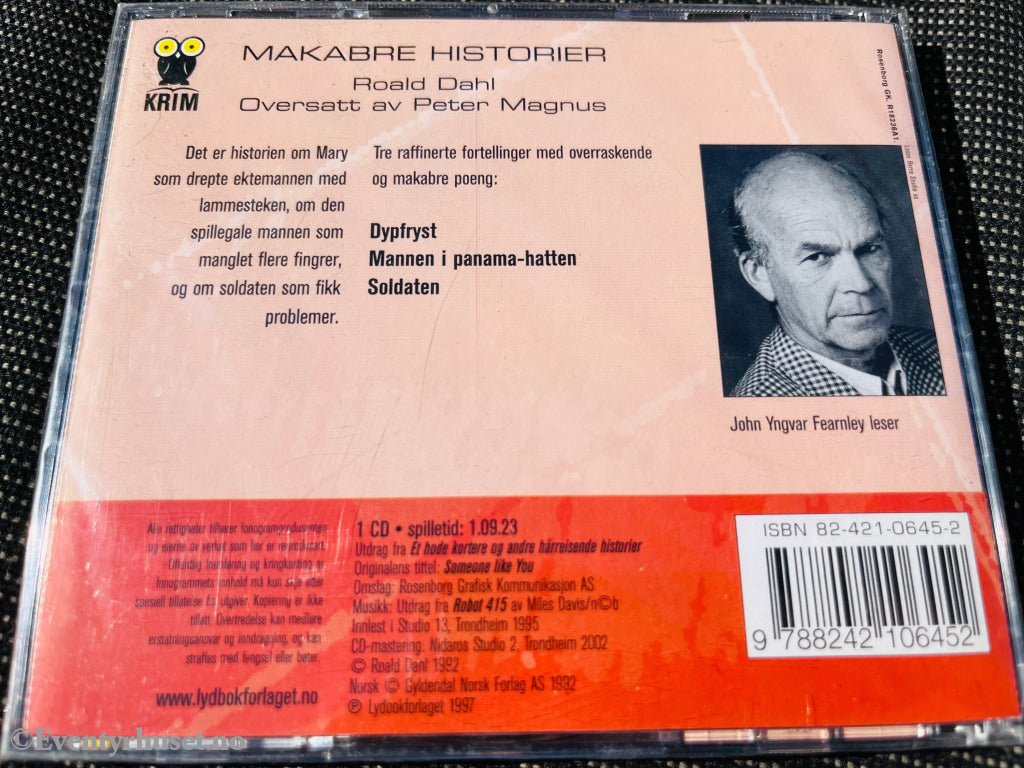 KRIM
MAKABRE HISTORIER
Roald Dahl
Oversatt av Peter Magnus
Det er historien om Mary
som drepte ektemannen med
lammesteken, om den
spillegale mannen som
manglet flere fingrer,
og om soldaten som fikk
problemer.
Tre raffinerte fortellinger med overraskende
og makabre poeng:
Dypfryst
Mannen i panama-hatten
Soldaten
Rosenborg GK. R16236A1.
John Yngvar Fearnley leser
Alle rettigheter tilhører fonogramprodusenten
og eierne av verket som her er reprodusert.
Offentlig fremføring og kringkasting av
fonogrammets innhold må kun skje etter
spesiell tillatelse fra utgiver. Kopiering er ikke
tillatt. Overtredelse kan medføre
erstatningsansvar og inndragning, og kan
straffes med fengsel eller bøter.
www.lydbokforlaget.no
1 CD • spilletid: 1.09.23
Utdrag fra Et hode kortere og andre hårreisende historier
Originalens tittel: Someone like You
Omslag: Rosenborg Grafisk Kommunikasjon AS
Musikk: Utdrag fra Robot 415 av Miles Davis/n©b
Innlest i Studio 13, Trondheim 1995
CD-mastering: Nidaros Studio 2, Trondheim 2002
© Roald Dahl 1992
Norsk © Gyldendal Norsk Forlag AS 1992
℗ Lydbokforlaget 1997
ISBN 82-421-0645-2
9 788242 106452
©Eventyrhuset.no